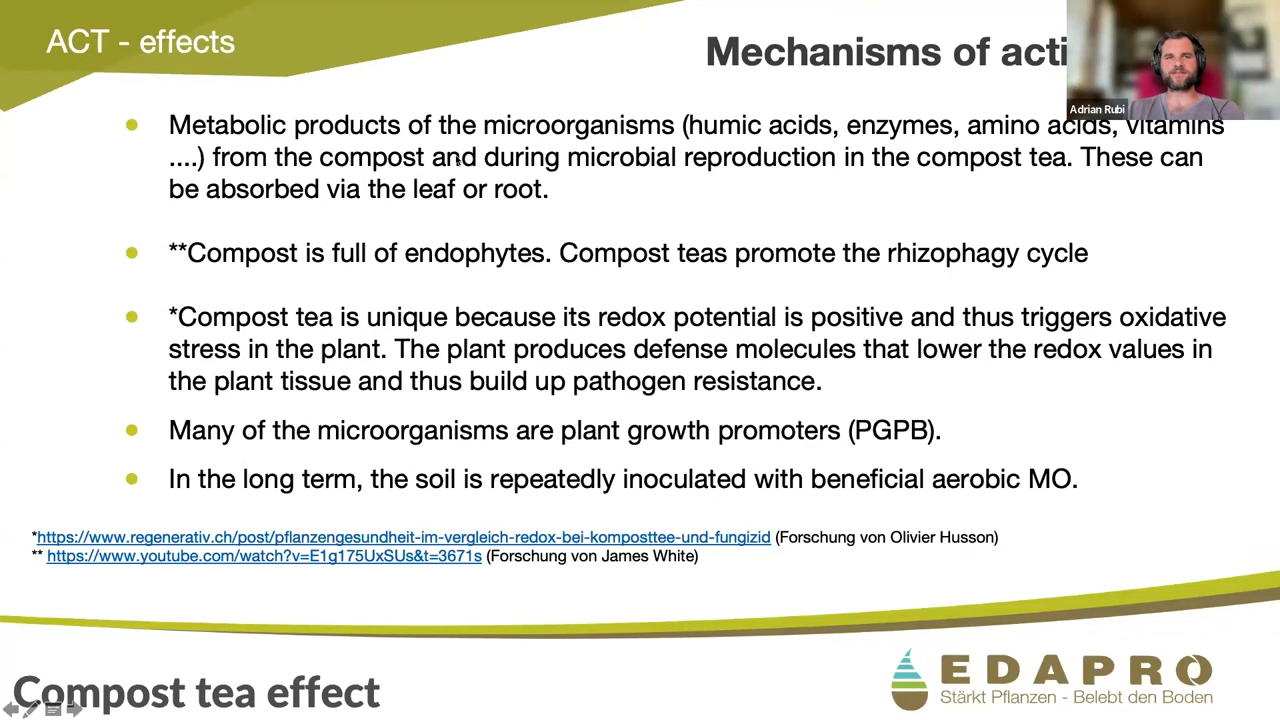 ACT - effects
Mechanisms of acti
Adrian Rubi
Metabolic products of the microorganisms (humic acids, enzymes, amino acids, vitamins
....) from the compost and during microbial reproduction in the compost tea. These can
be absorbed via the leaf or root.
**Compost is full of endophytes. Compost teas promote the rhizophagy cycle
*Compost tea is unique because its redox potential is positive and thus triggers oxidative
stress in the plant. The plant produces defense molecules that lower the redox values in
the plant tissue and thus build up pathogen resistance.
Many of the microorganisms are plant growth promoters (PGPB).
In the long term, the soil is repeatedly inoculated with beneficial aerobic MO.
*https://www.regenerativ.ch/post/pflanzengesundheit-im-vergleich-redox-bei-komposttee-und-fungizid (Forschung von Olivier Husson)
** https://www.youtube.com/watch?v=E1g175UxSUs&t=3671s (Forschung von James White)
Compost tea effect
EDAPRO
Stärkt Pflanzen - Belebt den Boden